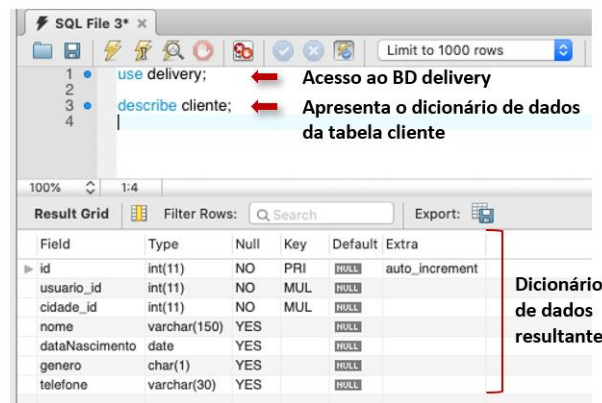 SQL File 3*
Limit to 1000 rows
1 use delivery; Acesso ao BD delivery
2
3 describe cliente; Apresenta o dicionário de dados
4 da tabela cliente
100% 1:4
Result Grid Filter Rows: Search Export:
Field Type Null Key Default Extra
id int(11) NO PRI NULL auto_increment
usuario_id int(11) NO MUL NULL
cidade_id int(11) NO MUL NULL
nome varchar(150) YES NULL
dataNascimento date YES NULL
genero char(1) YES NULL
telefone varchar(30) YES NULL
Dicionário
de dados
resultante